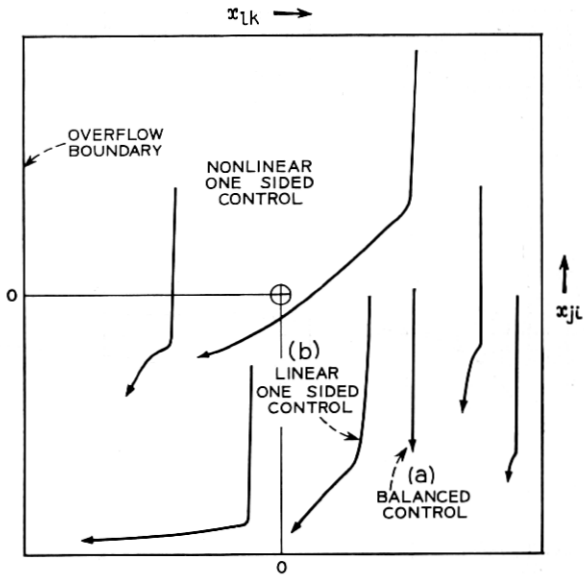 x_lk →
OVERFLOW
BOUNDARY
NONLINEAR
ONE SIDED
CONTROL
0
x_ji
(b)
LINEAR
ONE SIDED
CONTROL
(a)
BALANCED
CONTROL
0